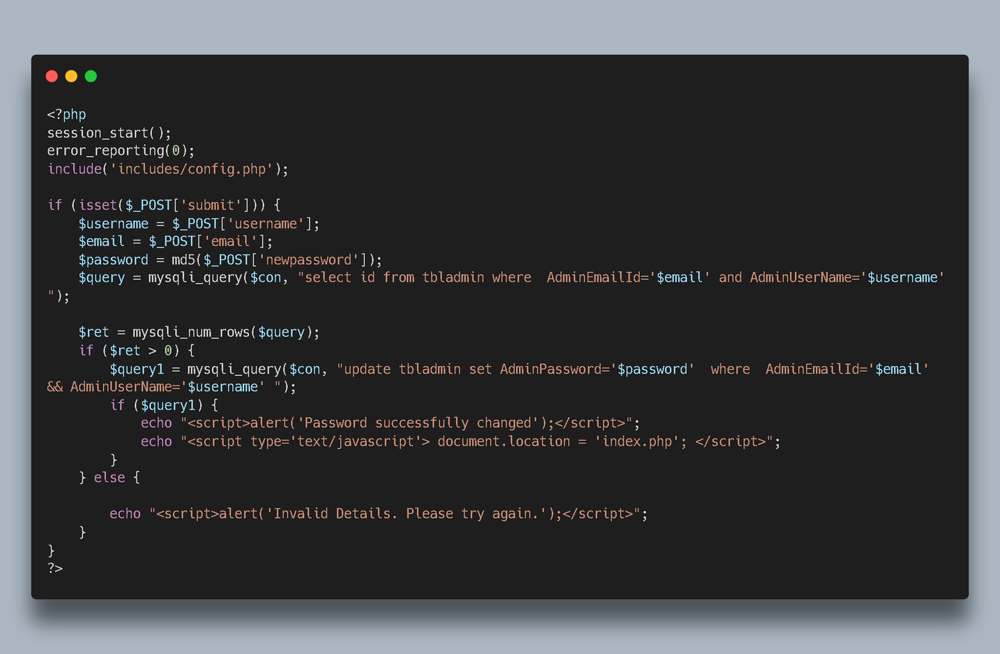 <?php
session_start();
error_reporting(0);
include('includes/config.php');

if (isset($_POST['submit'])) {
    $username = $_POST['username'];
    $email = $_POST['email'];
    $password = md5($_POST['newpassword']);
    $query = mysqli_query($con, "select id from tbladmin where  AdminEmailId='$email' and AdminUserName='$username'
");

    $ret = mysqli_num_rows($query);
    if ($ret > 0) {
        $query1 = mysqli_query($con, "update tbladmin set AdminPassword='$password'  where  AdminEmailId='$email'
&& AdminUserName='$username' ");
        if ($query1) {
            echo "<script>alert('Password successfully changed');</script>";
            echo "<script type='text/javascript'> document.location = 'index.php'; </script>";
        }
    } else {

        echo "<script>alert('Invalid Details. Please try again.');</script>";
    }
}
?>